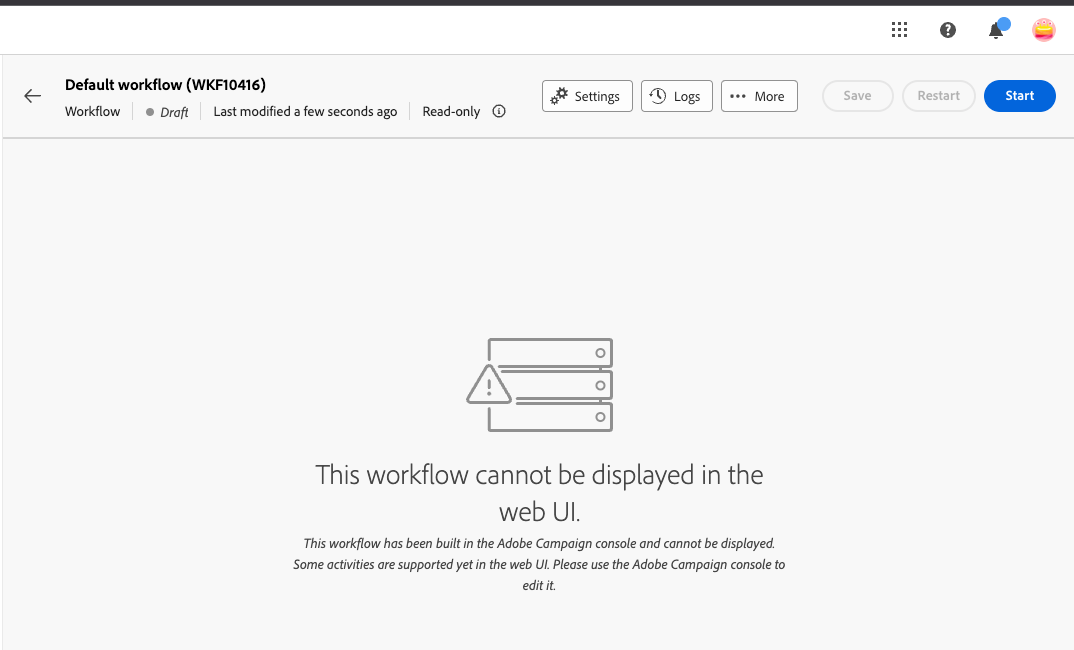 Default workflow (WKF10416)
Workflow Draft Last modified a few seconds ago Read-only
Settings Logs More Save Restart Start
This workflow cannot be displayed in the
web UI.
This workflow has been built in the Adobe Campaign console and cannot be displayed.
Some activities are supported yet in the web UI. Please use the Adobe Campaign console to
edit it.